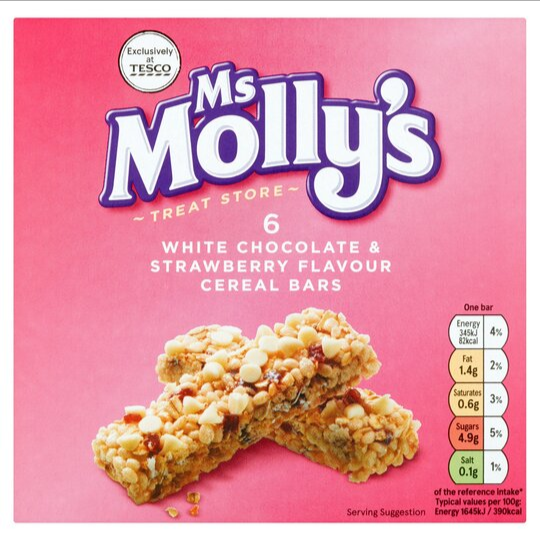 Exclusively
at
TESCO
Ms
Molly's
~ TREAT STORE ~
6
WHITE CHOCOLATE &
STRAWBERRY FLAVOUR
CEREAL BARS
One bar
Energy
345kJ
82kcal
4%
Fat
1.4g
2%
Saturates
0.6g
3%
Sugars
4.9g
5%
Salt
0.1g
1%
of the reference intake*
Typical values per 100g:
Energy 1645kJ / 390kcal
Serving Suggestion